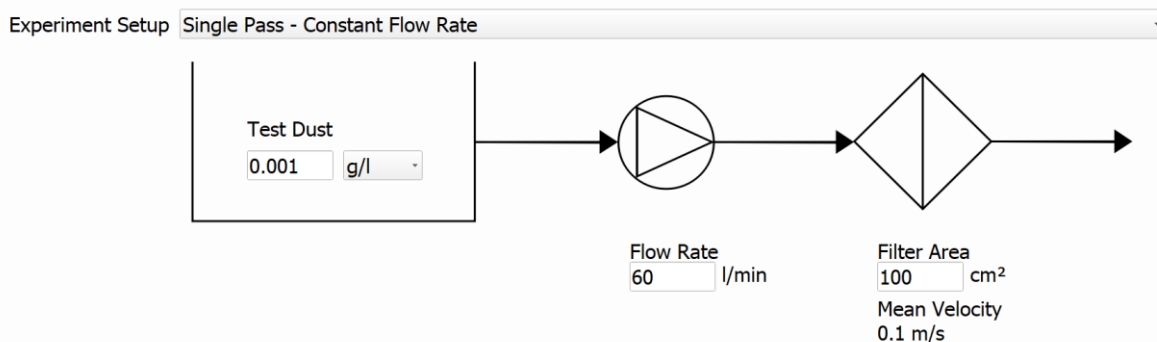 Experiment Setup Single Pass - Constant Flow Rate
Test Dust
0.001 g/l
Flow Rate
60 l/min
Filter Area
100 cm²
Mean Velocity
0.1 m/s